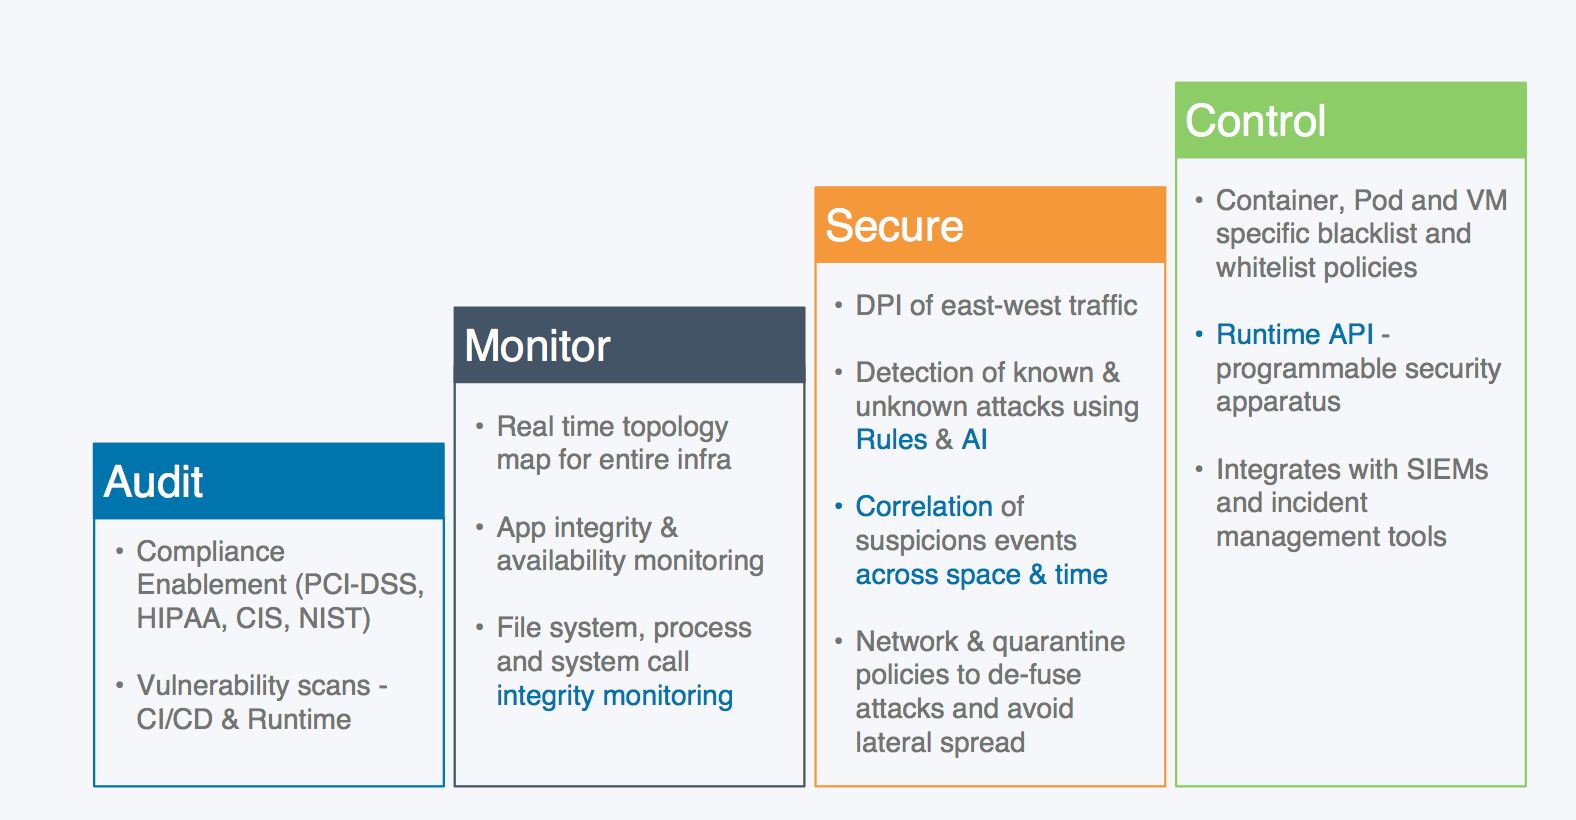 Audit
• Compliance
Enablement (PCI-DSS,
HIPAA, CIS, NIST)
• Vulnerability scans -
CI/CD & Runtime
Monitor
• Real time topology
map for entire infra
• App integrity &
availability monitoring
• File system, process
and system call
integrity monitoring
Secure
• DPI of east-west traffic
• Detection of known &
unknown attacks using
Rules & AI
• Correlation of
suspicions events
across space & time
• Network & quarantine
policies to de-fuse
attacks and avoid
lateral spread
Control
• Container, Pod and VM
specific blacklist and
whitelist policies
• Runtime API -
programmable security
apparatus
• Integrates with SIEMs
and incident
management tools